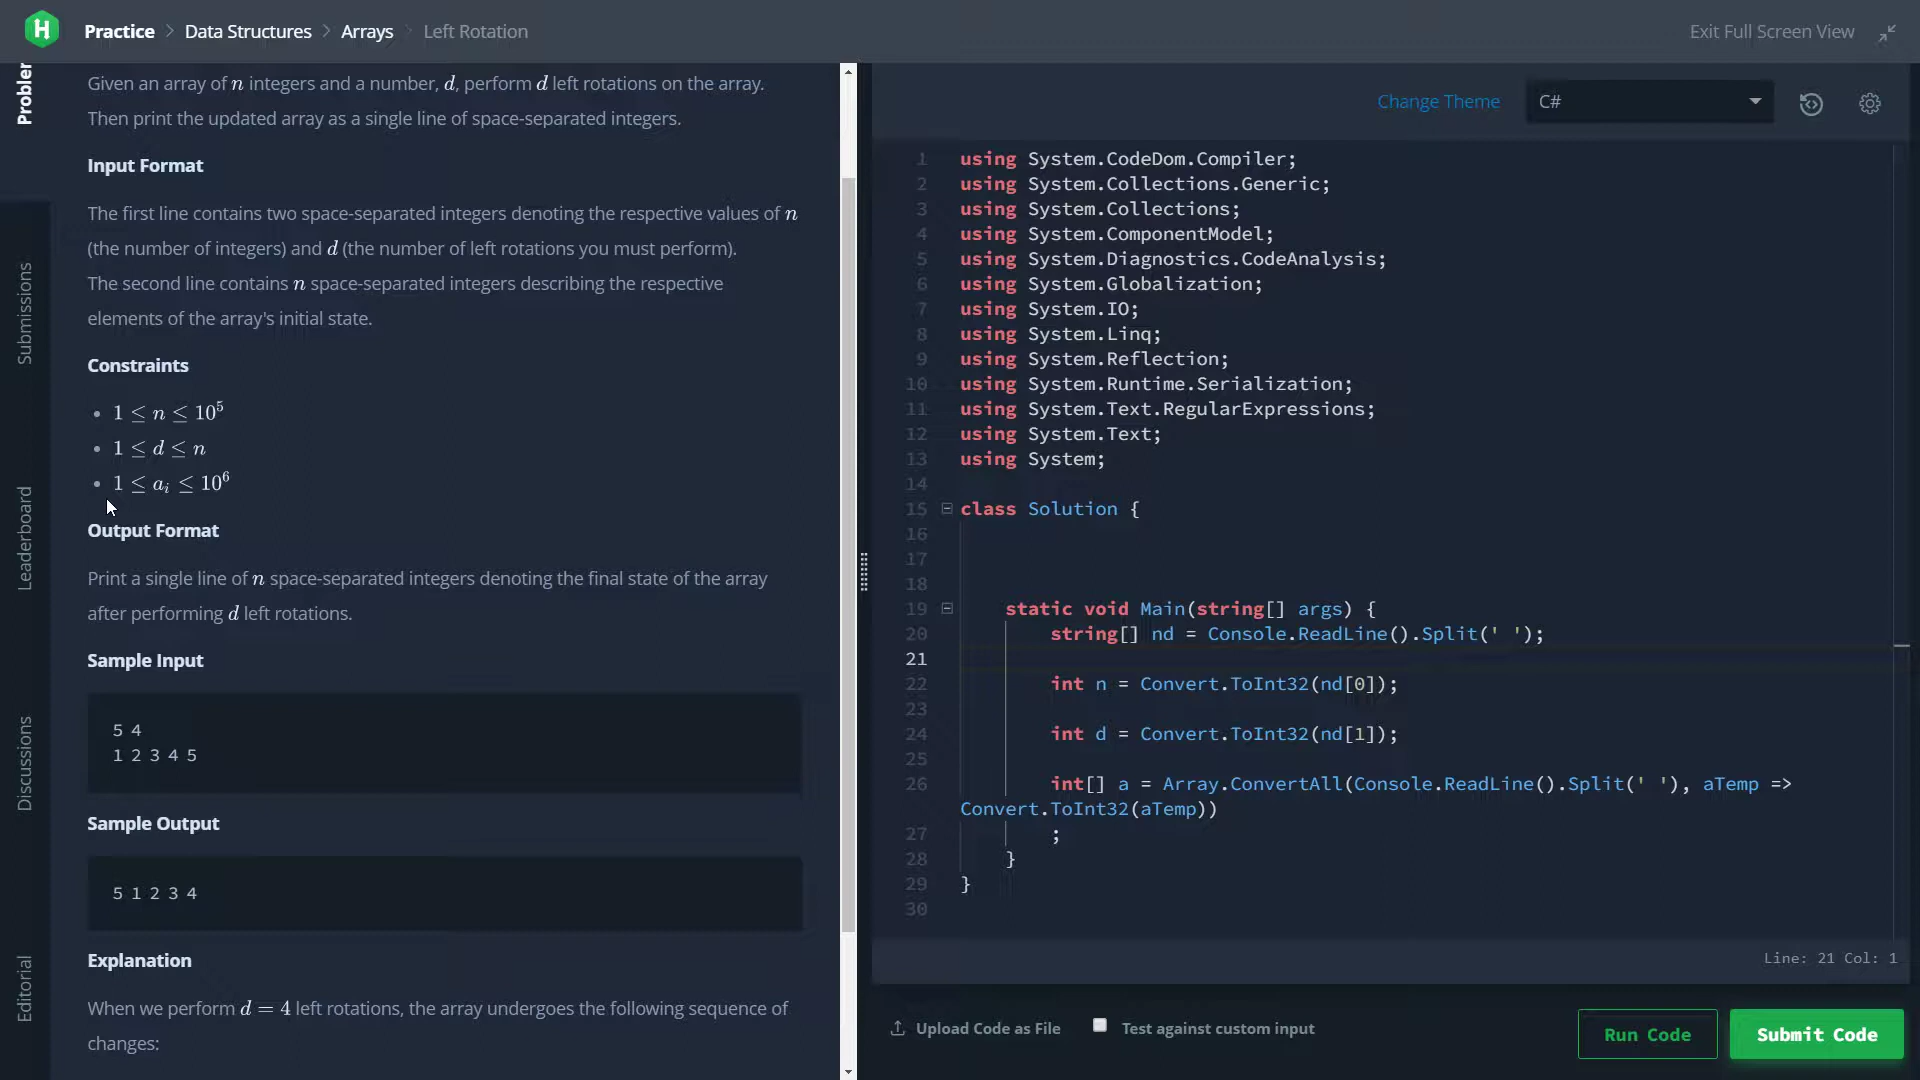 H Practice > Data Structures > Arrays > Left Rotation
Exit Full Screen View
Problem
Submissions
Leaderboard
Discussions
Editorial
Given an array of n integers and a number, d, perform d left rotations on the array.
Then print the updated array as a single line of space-separated integers.
Input Format
The first line contains two space-separated integers denoting the respective values of n
(the number of integers) and d (the number of left rotations you must perform).
The second line contains n space-separated integers describing the respective
elements of the array's initial state.
Constraints
• 1 ≤ n ≤ 10⁵
• 1 ≤ d ≤ n
• 1 ≤ aᵢ ≤ 10⁶
Output Format
Print a single line of n space-separated integers denoting the final state of the array
after performing d left rotations.
Sample Input
5 4
1 2 3 4 5
Sample Output
5 1 2 3 4
Explanation
When we perform d = 4 left rotations, the array undergoes the following sequence of
changes:
Change Theme
C#
1 using System.CodeDom.Compiler;
2 using System.Collections.Generic;
3 using System.Collections;
4 using System.ComponentModel;
5 using System.Diagnostics.CodeAnalysis;
6 using System.Globalization;
7 using System.IO;
8 using System.Linq;
9 using System.Reflection;
10 using System.Runtime.Serialization;
11 using System.Text.RegularExpressions;
12 using System.Text;
13 using System;
14
15 class Solution {
16
17
18
19 static void Main(string[] args) {
20 string[] nd = Console.ReadLine().Split(' ');
21
22 int n = Convert.ToInt32(nd[0]);
23
24 int d = Convert.ToInt32(nd[1]);
25
26 int[] a = Array.ConvertAll(Console.ReadLine().Split(' '), aTemp =>
Convert.ToInt32(aTemp))
27 ;
28 }
29 }
30
Line: 21 Col: 1
Upload Code as File
Test against custom input
Run Code
Submit Code